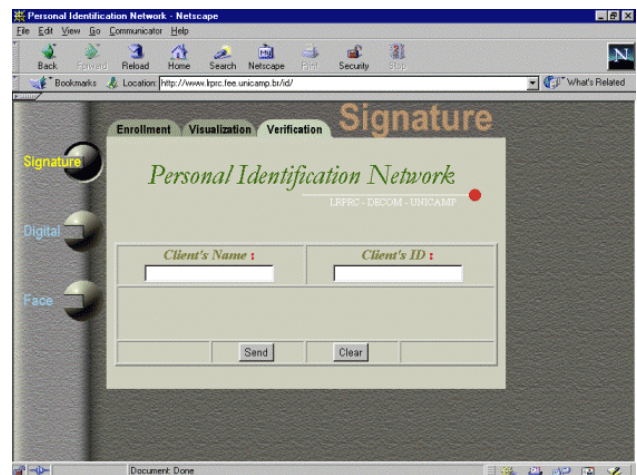 Personal Identification Network - Netscape
File Edit View Go Communicator Help
Back Forward Reload Home Search Netscape Print Security Stop
N
Bookmarks Location: http://www.lrprc.fee.unicamp.br/id/ What's Related
Signature
Enrollment Visualization Verification
Signature
Personal Identification Network
LRPRC - DECOM - UNICAMP
Digital
Client's Name : Client's ID :
Face
Send Clear
Document: Done